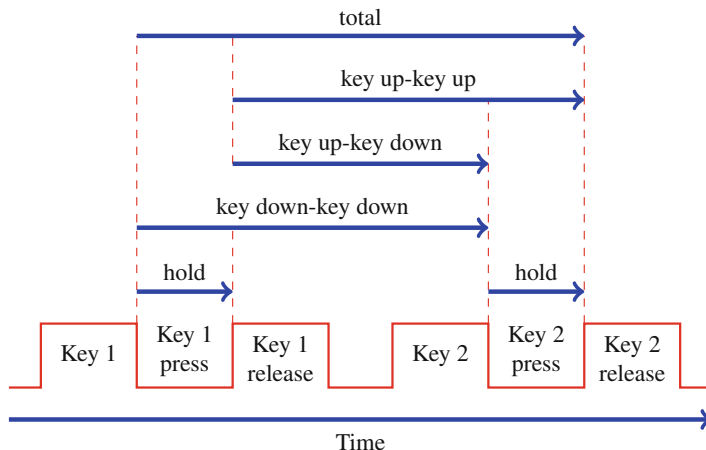 total
key up-key up
key up-key down
key down-key down
hold
hold
Key 1
Key 1
press
Key 1
release
Key 2
Key 2
press
Key 2
release
Time